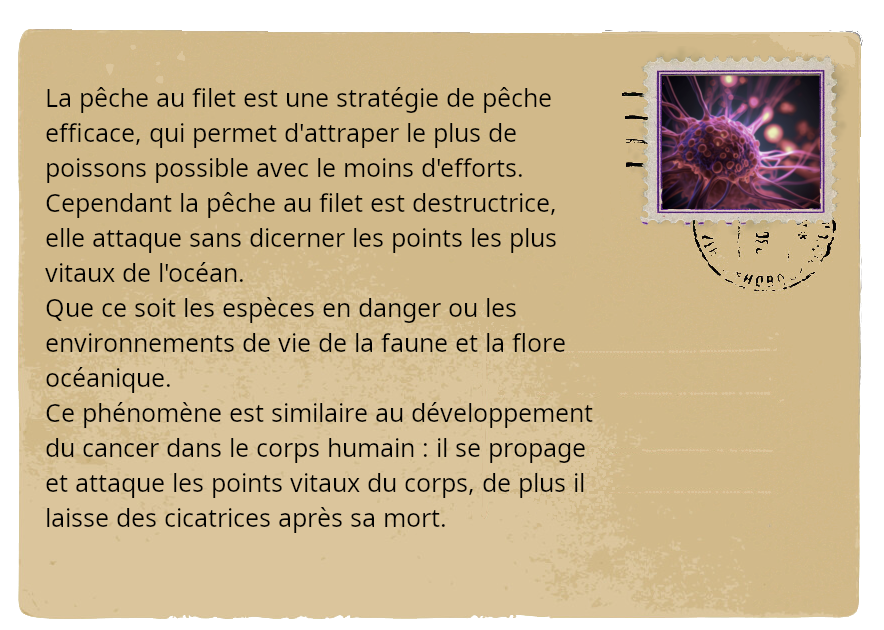 La pêche au filet est une stratégie de pêche
efficace, qui permet d'attraper le plus de
poissons possible avec le moins d'efforts.
Cependant la pêche au filet est destructrice,
elle attaque sans dicerner les points les plus
vitaux de l'océan.
Que ce soit les espèces en danger ou les
environnements de vie de la faune et la flore
océanique.
Ce phénomène est similaire au développement
du cancer dans le corps humain : il se propage
et attaque les points vitaux du corps, de plus il
laisse des cicatrices après sa mort.